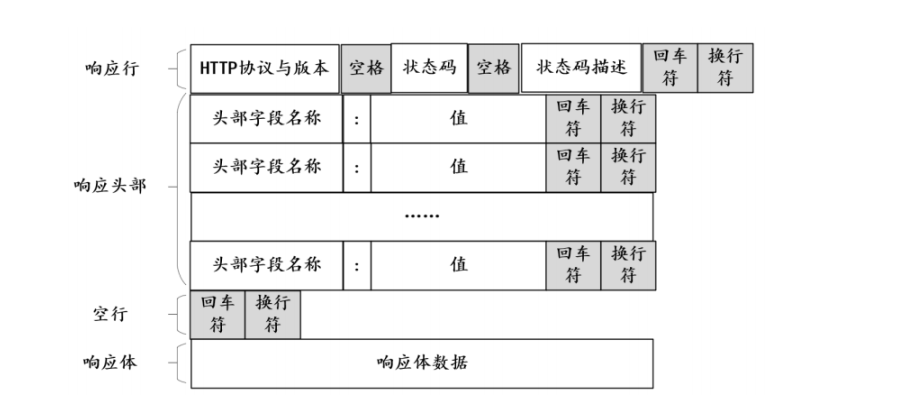 响应行 HTTP协议与版本 空格 状态码 空格 状态码描述 回车符 换行符
头部字段名称 : 值 回车符 换行符
响应头部 头部字段名称 : 值 回车符 换行符
……
头部字段名称 : 值 回车符 换行符
空行 回车符 换行符
响应体 响应体数据